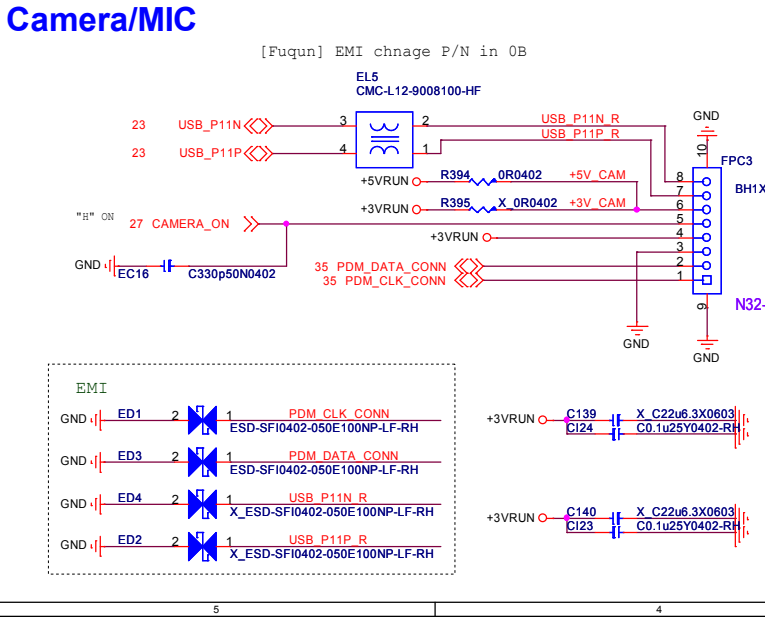 Camera/MIC
[Fuqun] EMI chnage P/N in 0B
EL5
CMC-L12-9008100-HF
23 USB_P11N 3 2 USB_P11N_R
23 USB_P11P 4 1 USB_P11P_R
GND
10
FPC3
BH1X
+5VRUN R394 0R0402 +5V_CAM 8
7
+3VRUN R395 X_0R0402 +3V_CAM 6
"H" ON
27 CAMERA_ON 5
+3VRUN 4
3
GND EC16 C330p50N0402
35 PDM_DATA_CONN 2
35 PDM_CLK_CONN 1
9
N32-
GND
GND
EMI
GND ED1 2 1 PDM_CLK_CONN
ESD-SFI0402-050E100NP-LF-RH
GND ED3 2 1 PDM_DATA_CONN
ESD-SFI0402-050E100NP-LF-RH
GND ED4 2 1 USB_P11N_R
X_ESD-SFI0402-050E100NP-LF-RH
GND ED2 2 1 USB_P11P_R
X_ESD-SFI0402-050E100NP-LF-RH
+3VRUN C139 X_C22u6.3X0603
CI24 C0.1u25Y0402-RH
+3VRUN C140 X_C22u6.3X0603
CI23 C0.1u25Y0402-RH
5 4